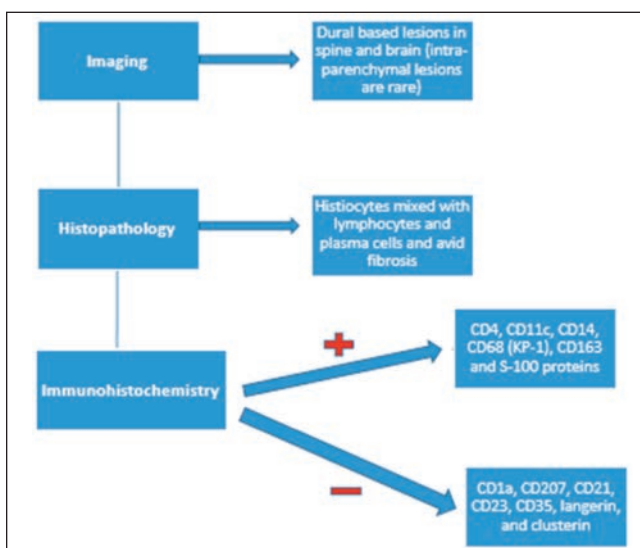 Imaging
Dural based lesions in
spine and brain (intra-
parenchymal lesions
are rare)
Histopathology
Histiocytes mixed with
lymphocytes and
plasma cells and avid
fibrosis
Immunohistochemistry
+
CD4, CD11c, CD14,
CD68 (KP-1), CD163
and S-100 proteins
−
CD1a, CD207, CD21,
CD23, CD35, langerin,
and clusterin